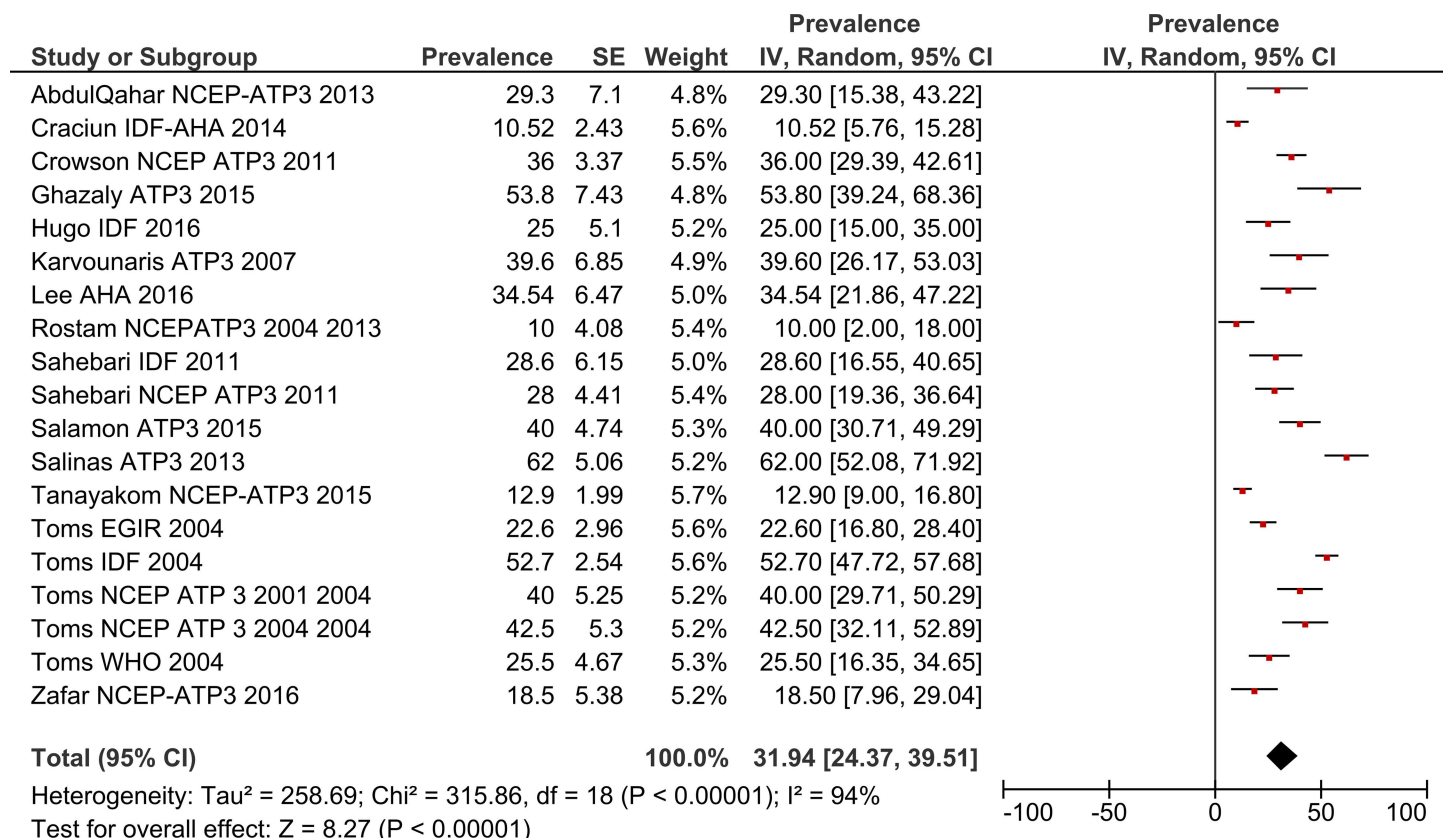 Prevalence Prevalence
Study or Subgroup Prevalence SE Weight IV, Random, 95% CI IV, Random, 95% CI
AbdulQahar NCEP-ATP3 2013 29.3 7.1 4.8% 29.30 [15.38, 43.22]
Craciun IDF-AHA 2014 10.52 2.43 5.6% 10.52 [5.76, 15.28]
Crowson NCEP ATP3 2011 36 3.37 5.5% 36.00 [29.39, 42.61]
Ghazaly ATP3 2015 53.8 7.43 4.8% 53.80 [39.24, 68.36]
Hugo IDF 2016 25 5.1 5.2% 25.00 [15.00, 35.00]
Karvounaris ATP3 2007 39.6 6.85 4.9% 39.60 [26.17, 53.03]
Lee AHA 2016 34.54 6.47 5.0% 34.54 [21.86, 47.22]
Rostam NCEPATP3 2004 2013 10 4.08 5.4% 10.00 [2.00, 18.00]
Sahebari IDF 2011 28.6 6.15 5.0% 28.60 [16.55, 40.65]
Sahebari NCEP ATP3 2011 28 4.41 5.4% 28.00 [19.36, 36.64]
Salamon ATP3 2015 40 4.74 5.3% 40.00 [30.71, 49.29]
Salinas ATP3 2013 62 5.06 5.2% 62.00 [52.08, 71.92]
Tanayakom NCEP-ATP3 2015 12.9 1.99 5.7% 12.90 [9.00, 16.80]
Toms EGIR 2004 22.6 2.96 5.6% 22.60 [16.80, 28.40]
Toms IDF 2004 52.7 2.54 5.6% 52.70 [47.72, 57.68]
Toms NCEP ATP 3 2001 2004 40 5.25 5.2% 40.00 [29.71, 50.29]
Toms NCEP ATP 3 2004 2004 42.5 5.3 5.2% 42.50 [32.11, 52.89]
Toms WHO 2004 25.5 4.67 5.3% 25.50 [16.35, 34.65]
Zafar NCEP-ATP3 2016 18.5 5.38 5.2% 18.50 [7.96, 29.04]
Total (95% CI) 100.0% 31.94 [24.37, 39.51]
Heterogeneity: Tau² = 258.69; Chi² = 315.86, df = 18 (P < 0.00001); I² = 94%
Test for overall effect: Z = 8.27 (P < 0.00001)
-100 -50 0 50 100